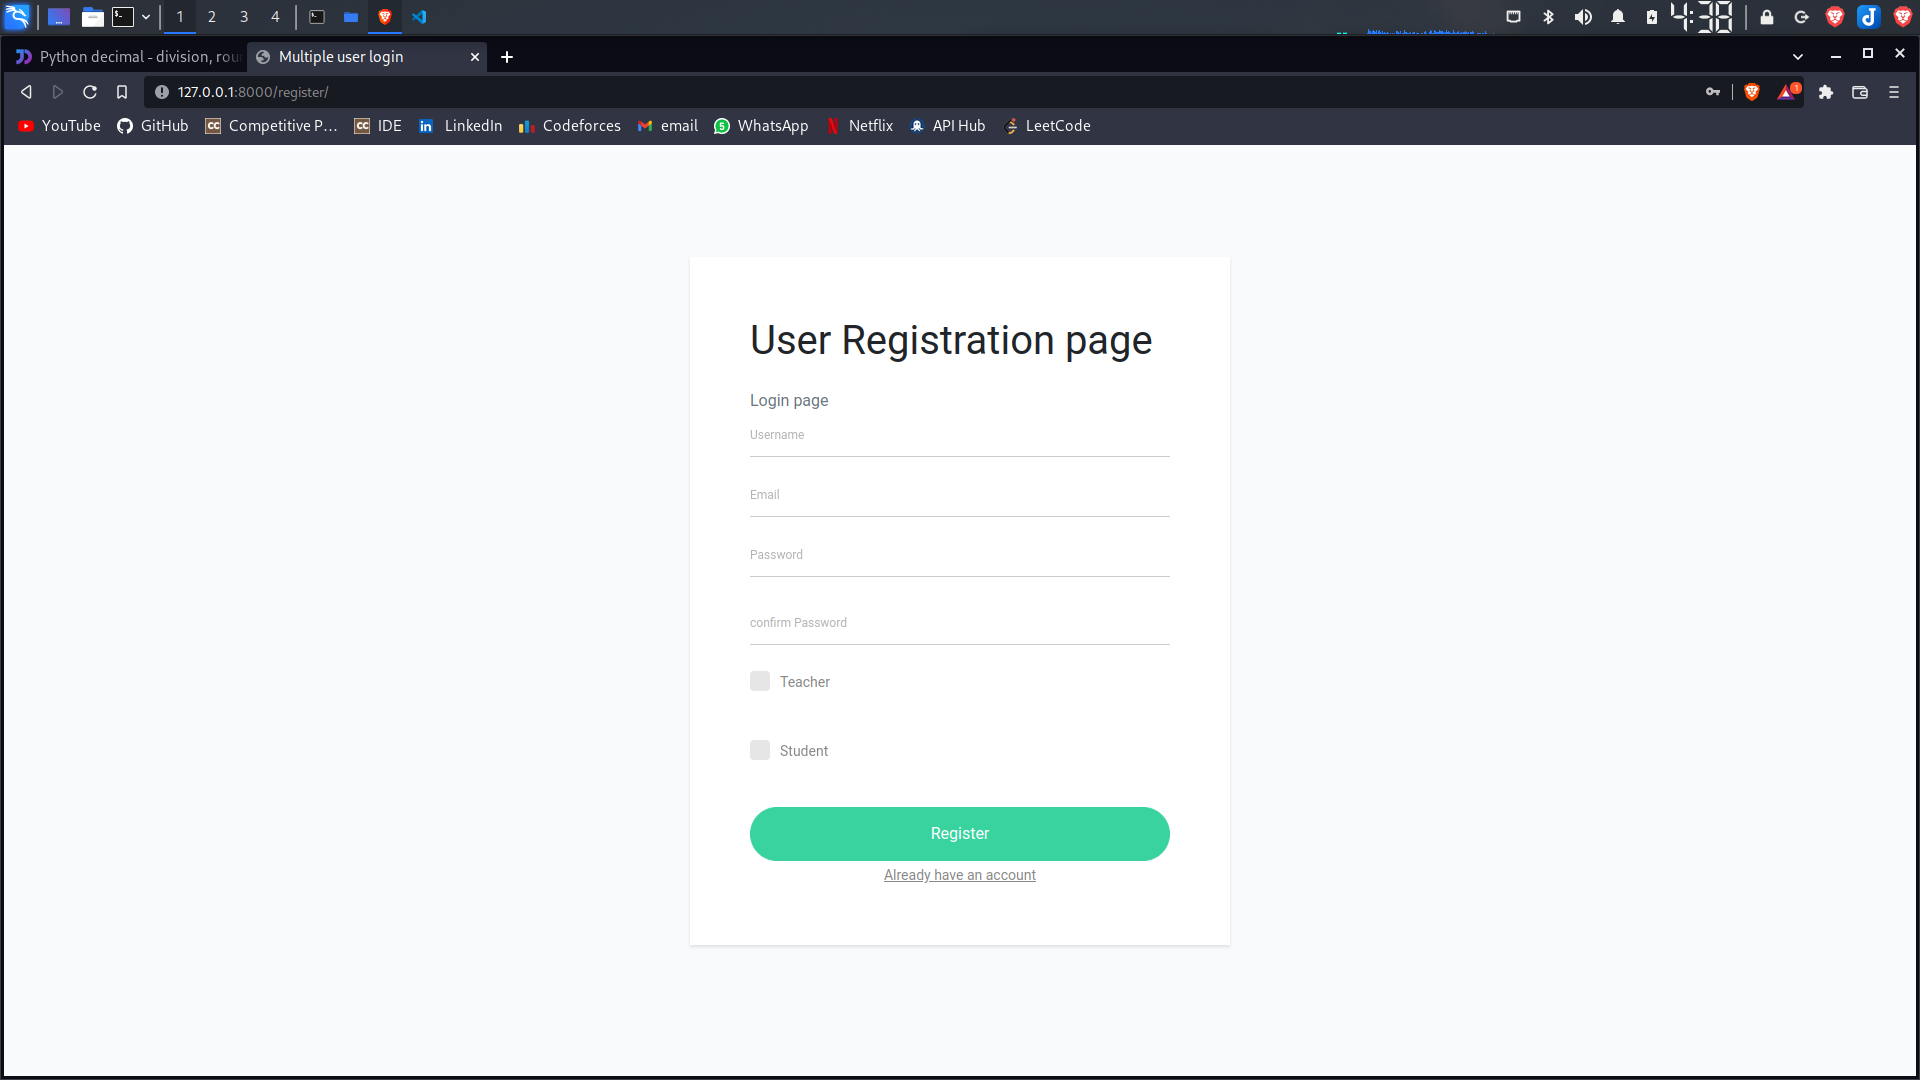 1 2 3 4
4:38
Python decimal - division, rou
Multiple user login
127.0.0.1:8000/register/
1
YouTube GitHub Competitive P... IDE LinkedIn Codeforces email WhatsApp Netflix API Hub LeetCode
User Registration page
Login page
Username
Email
Password
confirm Password
Teacher
Student
Register
Already have an account